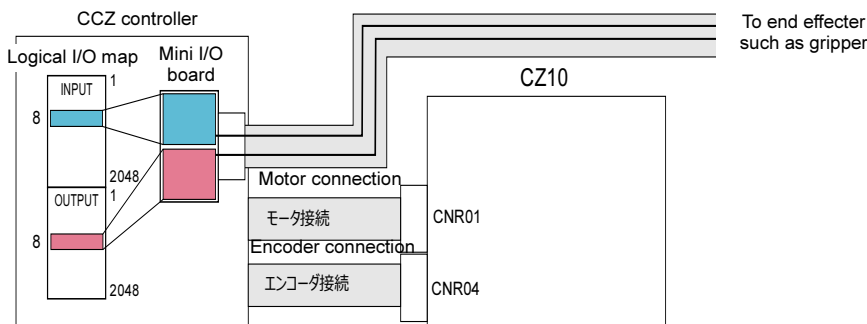 CCZ controller
To end effecter
such as gripper
Logical I/O map
Mini I/O
board
CZ10
INPUT
1
8
2048
OUTPUT
1
8
2048
Motor connection
モータ接続
CNR01
Encoder connection
エンコーダ接続
CNR04